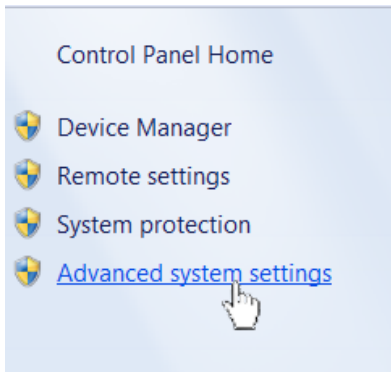 Control Panel Home
Device Manager
Remote settings
System protection
Advanced system settings